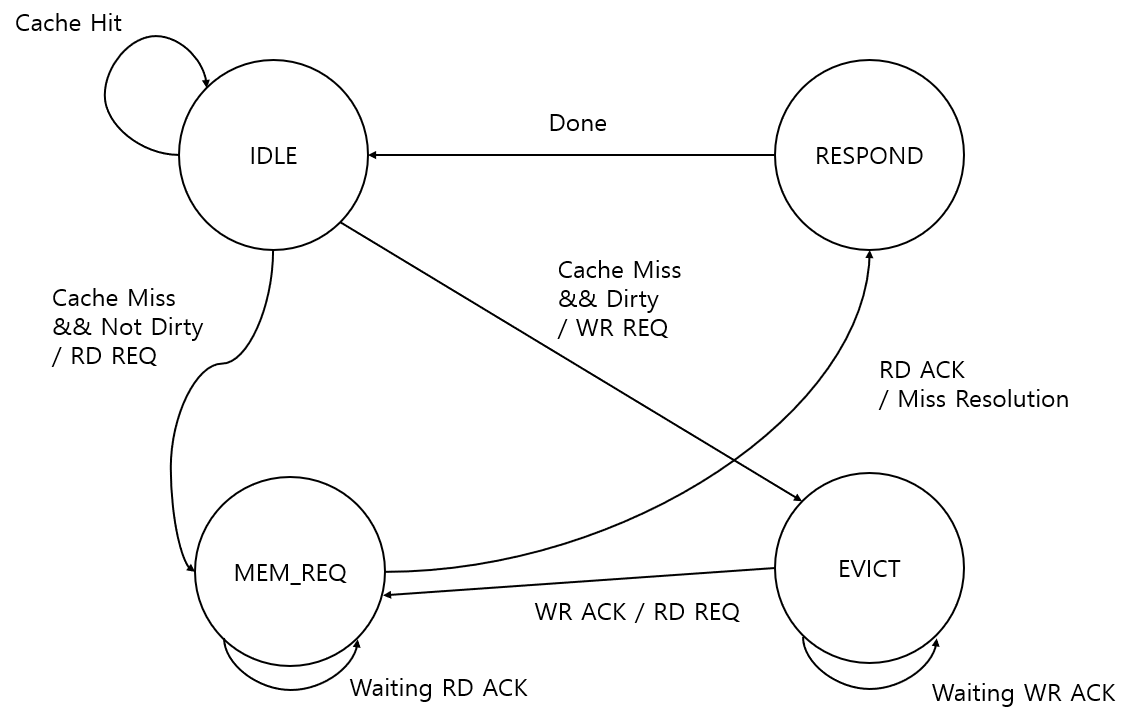 Cache Hit
Done
IDLE
RESPOND
Cache Miss
&& Dirty
/ WR REQ
Cache Miss
&& Not Dirty
/ RD REQ
RD ACK
/ Miss Resolution
MEM_REQ
EVICT
WR ACK / RD REQ
Waiting RD ACK
Waiting WR ACK